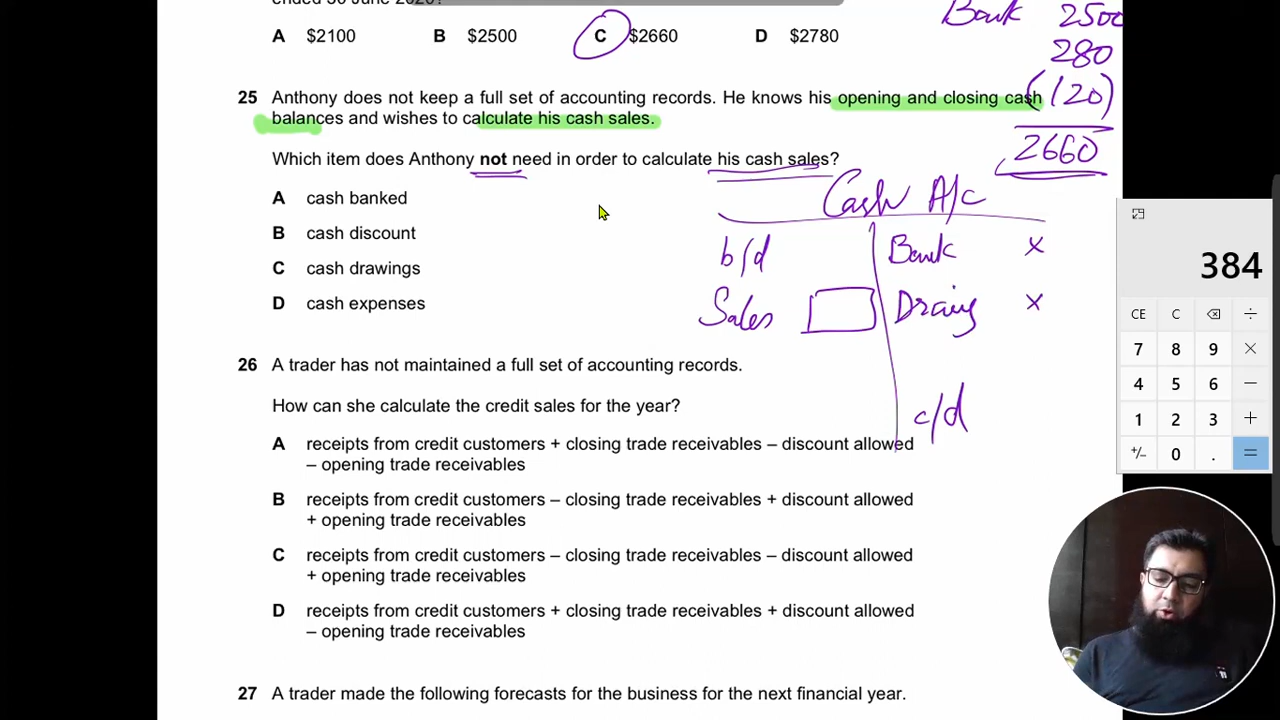 A $2100 B $2500 C $2660 D $2780
Bank 2500
280
(120)
2660
25 Anthony does not keep a full set of accounting records. He knows his opening and closing cash
balances and wishes to calculate his cash sales.
Which item does Anthony not need in order to calculate his cash sales?
A cash banked
B cash discount
C cash drawings
D cash expenses
Cash A/c
b/d Bank x
Sales Draing x
c/d
26 A trader has not maintained a full set of accounting records.
How can she calculate the credit sales for the year?
A receipts from credit customers + closing trade receivables – discount allowed
– opening trade receivables
B receipts from credit customers – closing trade receivables + discount allowed
+ opening trade receivables
C receipts from credit customers – closing trade receivables – discount allowed
+ opening trade receivables
D receipts from credit customers + closing trade receivables + discount allowed
– opening trade receivables
27 A trader made the following forecasts for the business for the next financial year.
384
CE C ÷
7 8 9 ×
4 5 6 −
1 2 3 +
+/− 0 . =